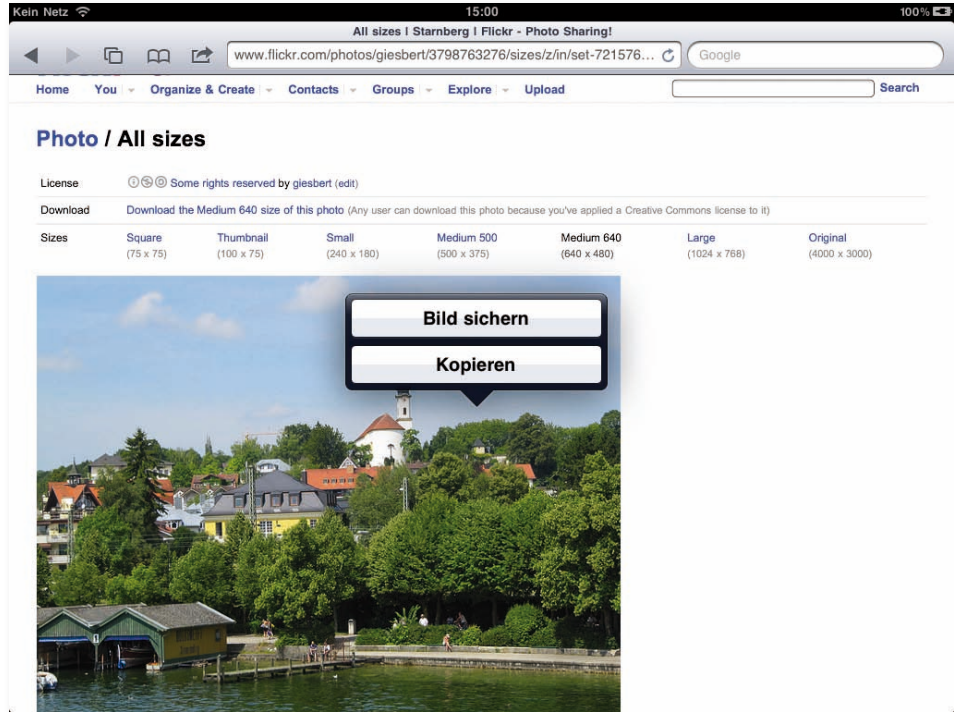 Kein Netz 15:00 100%
All sizes | Starnberg | Flickr - Photo Sharing!
www.flickr.com/photos/giesbert/3798763276/sizes/z/in/set-721576... Google
Home You Organize & Create Contacts Groups Explore Upload Search
Photo / All sizes
License Some rights reserved by giesbert (edit)
Download Download the Medium 640 size of this photo (Any user can download this photo because you've applied a Creative Commons license to it)
Sizes Square Thumbnail Small Medium 500 Medium 640 Large Original
(75 x 75) (100 x 75) (240 x 180) (500 x 375) (640 x 480) (1024 x 768) (4000 x 3000)
Bild sichern
Kopieren
1